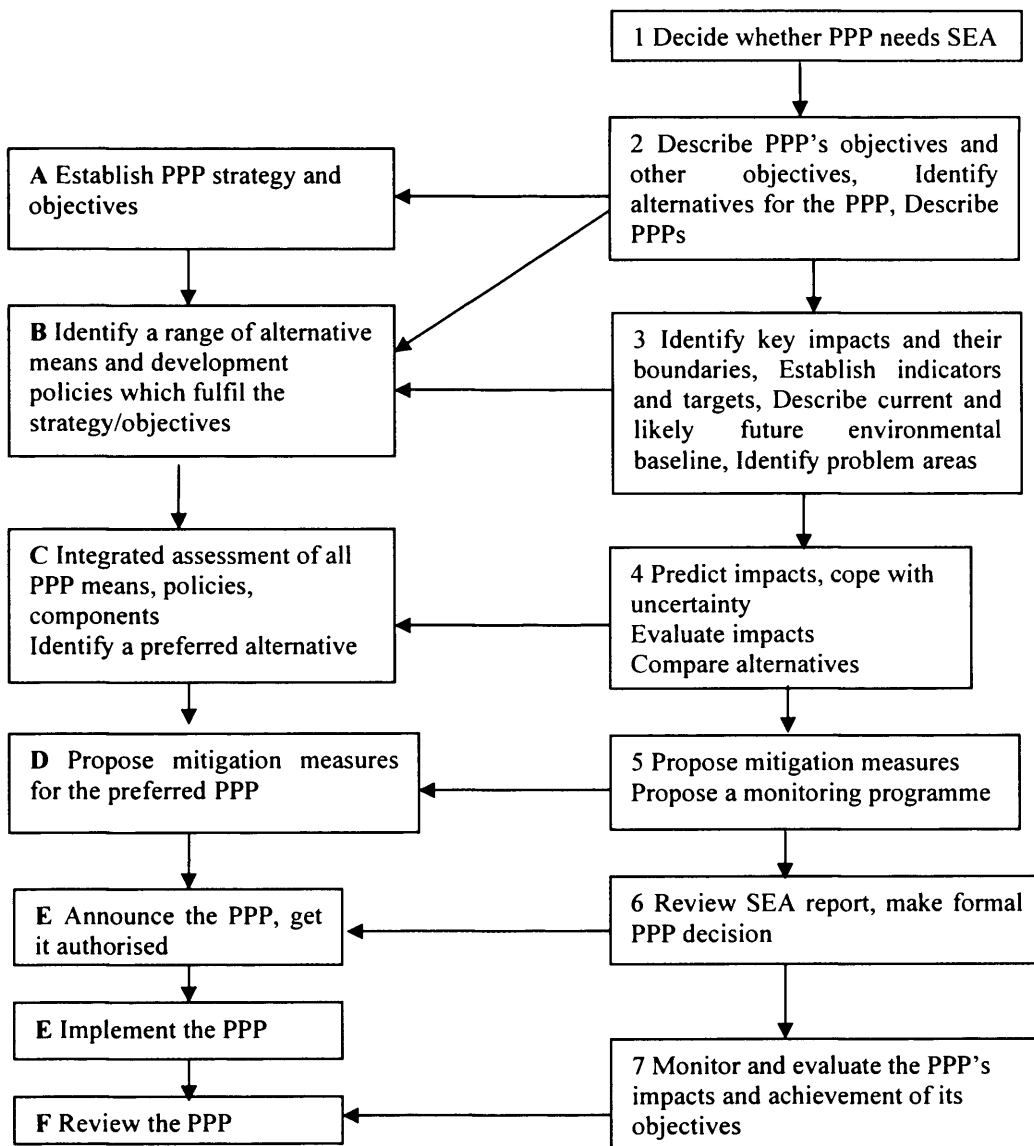 1 Decide whether PPP needs SEA
2 Describe PPP's objectives and
other objectives, Identify
alternatives for the PPP, Describe
PPPs
A Establish PPP strategy and
objectives
B Identify a range of alternative
means and development
policies which fulfil the
strategy/objectives
3 Identify key impacts and their
boundaries, Establish indicators
and targets, Describe current and
likely future environmental
baseline, Identify problem areas
C Integrated assessment of all
PPP means, policies,
components
Identify a preferred alternative
4 Predict impacts, cope with
uncertainty
Evaluate impacts
Compare alternatives
D Propose mitigation measures
for the preferred PPP
5 Propose mitigation measures
Propose a monitoring programme
E Announce the PPP, get
it authorised
6 Review SEA report, make formal
PPP decision
E Implement the PPP
7 Monitor and evaluate the PPP's
impacts and achievement of its
objectives
F Review the PPP